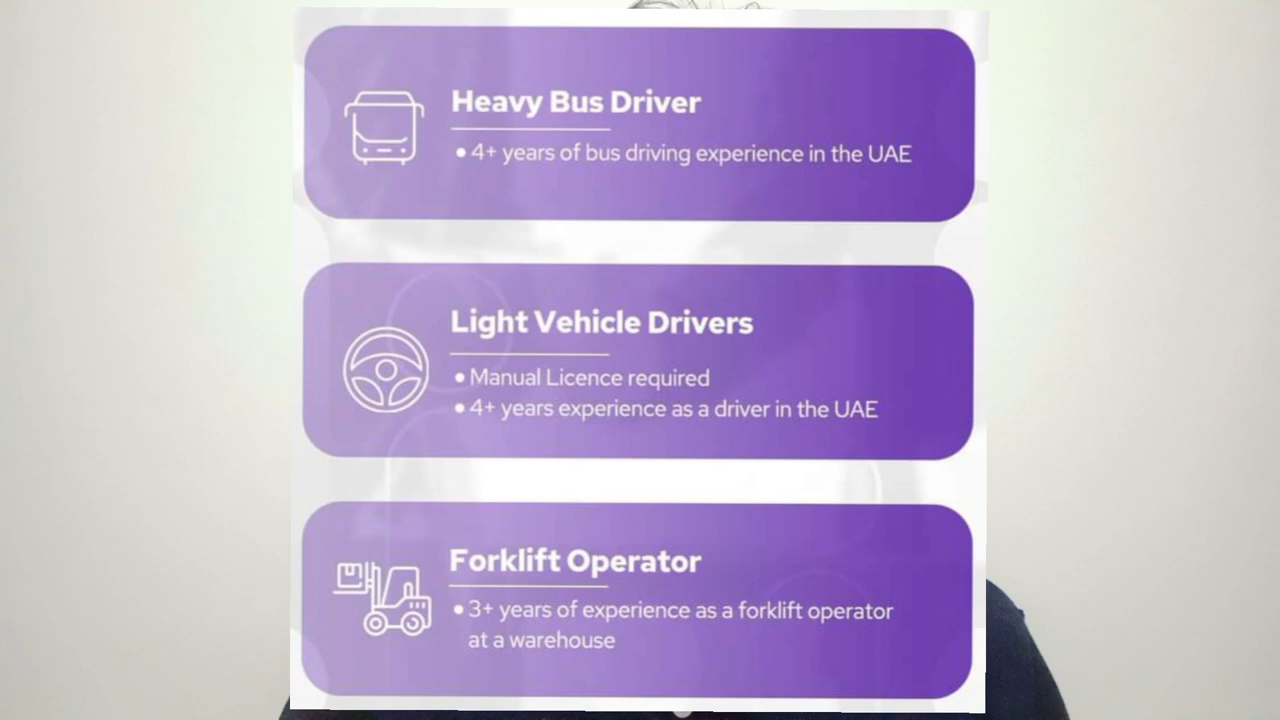 Heavy Bus Driver
• 4+ years of bus driving experience in the UAE
Light Vehicle Drivers
• Manual Licence required
• 4+ years experience as a driver in the UAE
Forklift Operator
• 3+ years of experience as a forklift operator
at a warehouse